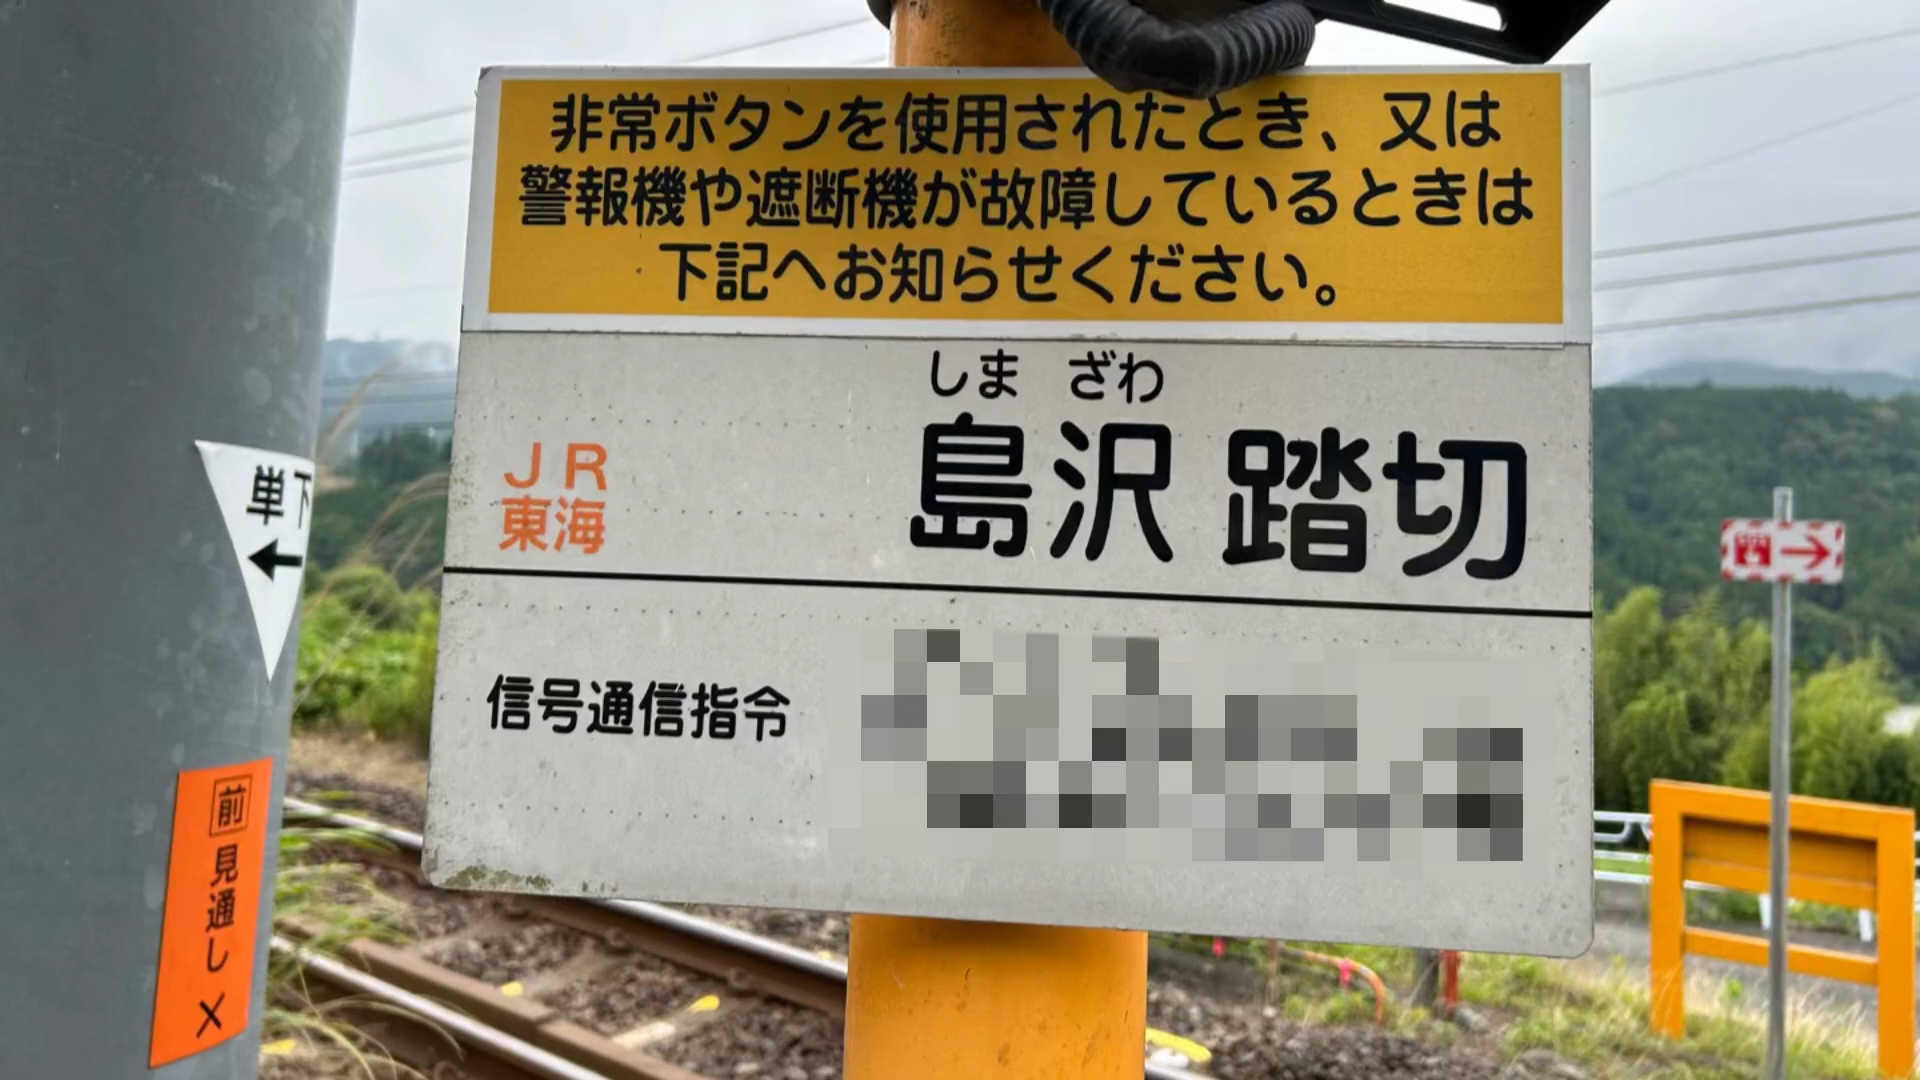 非常ボタンを使用されたとき、又は
警報機や遮断機が故障しているときは
下記へお知らせください。
しま ざわ
JR
東海
島沢 踏切
信号通信指令
単下
←
前
見通し
×